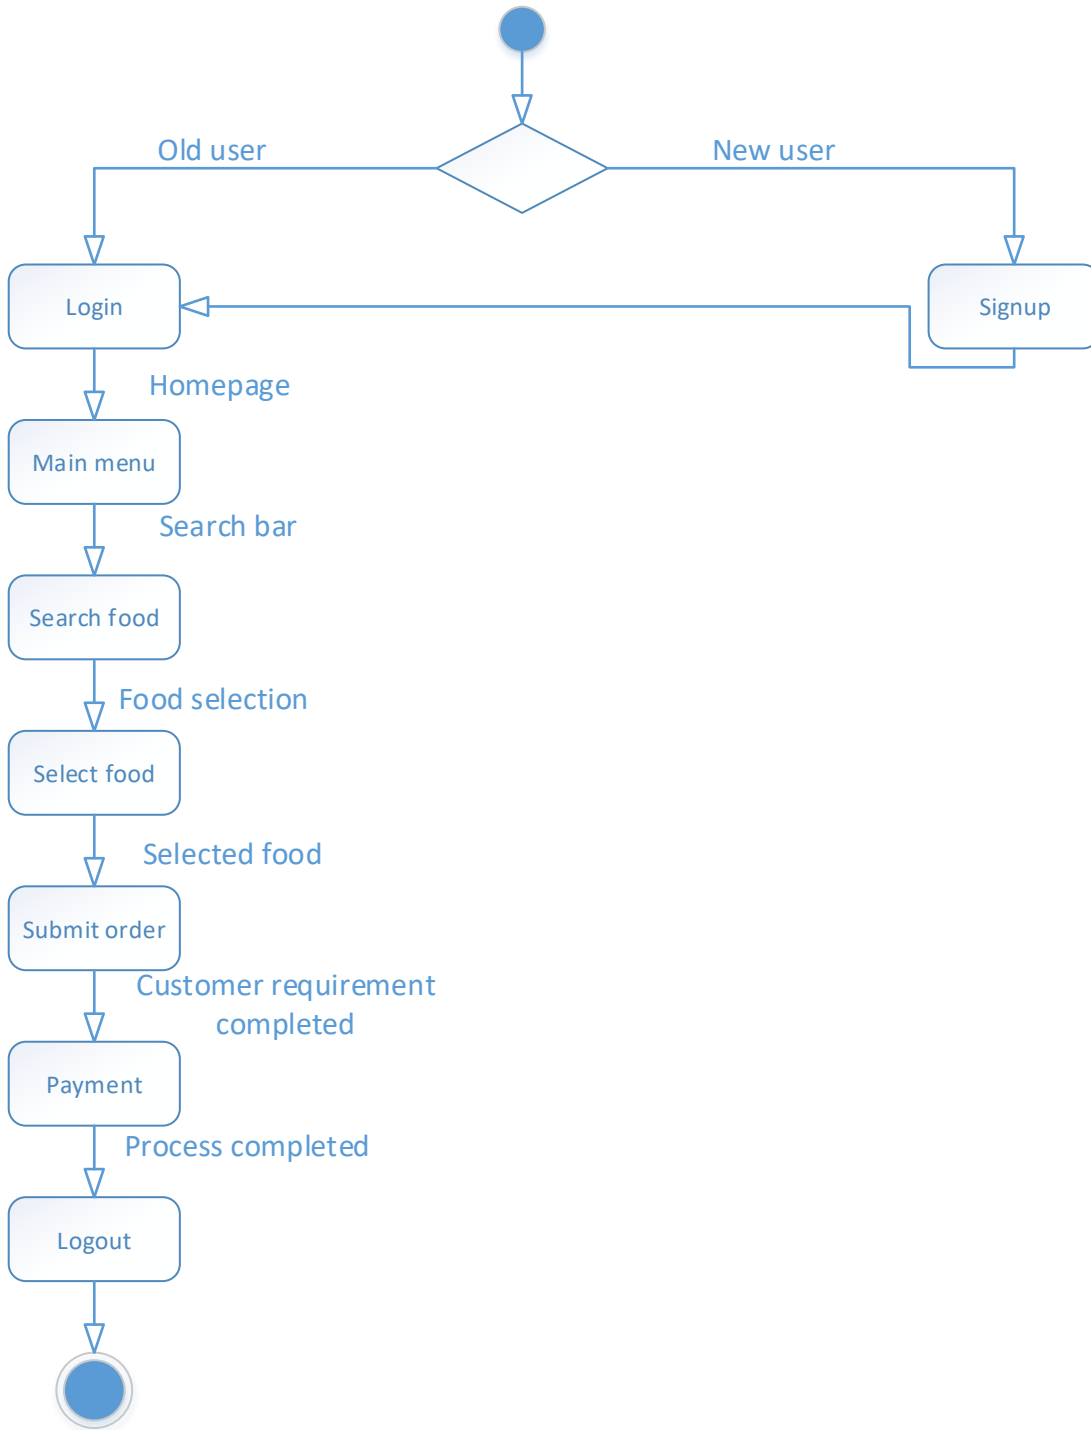 Old user
New user
Login
Signup
Homepage
Main menu
Search bar
Search food
Food selection
Select food
Selected food
Submit order
Customer requirement
completed
Payment
Process completed
Logout